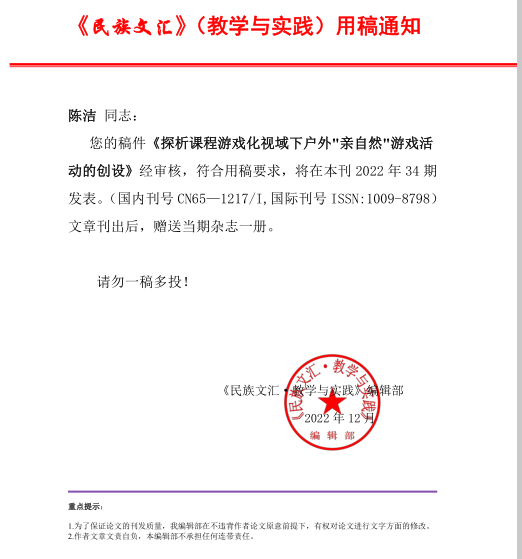 《民族文汇》（教学与实践）用稿通知
陈洁 同志：
您的稿件《探析课程游戏化视域下户外"亲自然"游戏活
动的创设》经审核，符合用稿要求，将在本刊 2022 年 34 期
发表。（国内刊号 CN65—1217/I,国际刊号 ISSN:1009-8798）
文章刊出后，赠送当期杂志一册。
请勿一稿多投！
《民族文汇·教学与实践》编辑部
2022 年 12 月
《民族文汇·教学与实践》
编辑部
重点提示：
1.为了保证论文的刊发质量，我编辑部在不违背作者论文原意前提下，有权对论文进行文字方面的修改。
2.作者文章文责自负，本编辑部不承担任何连带责任。